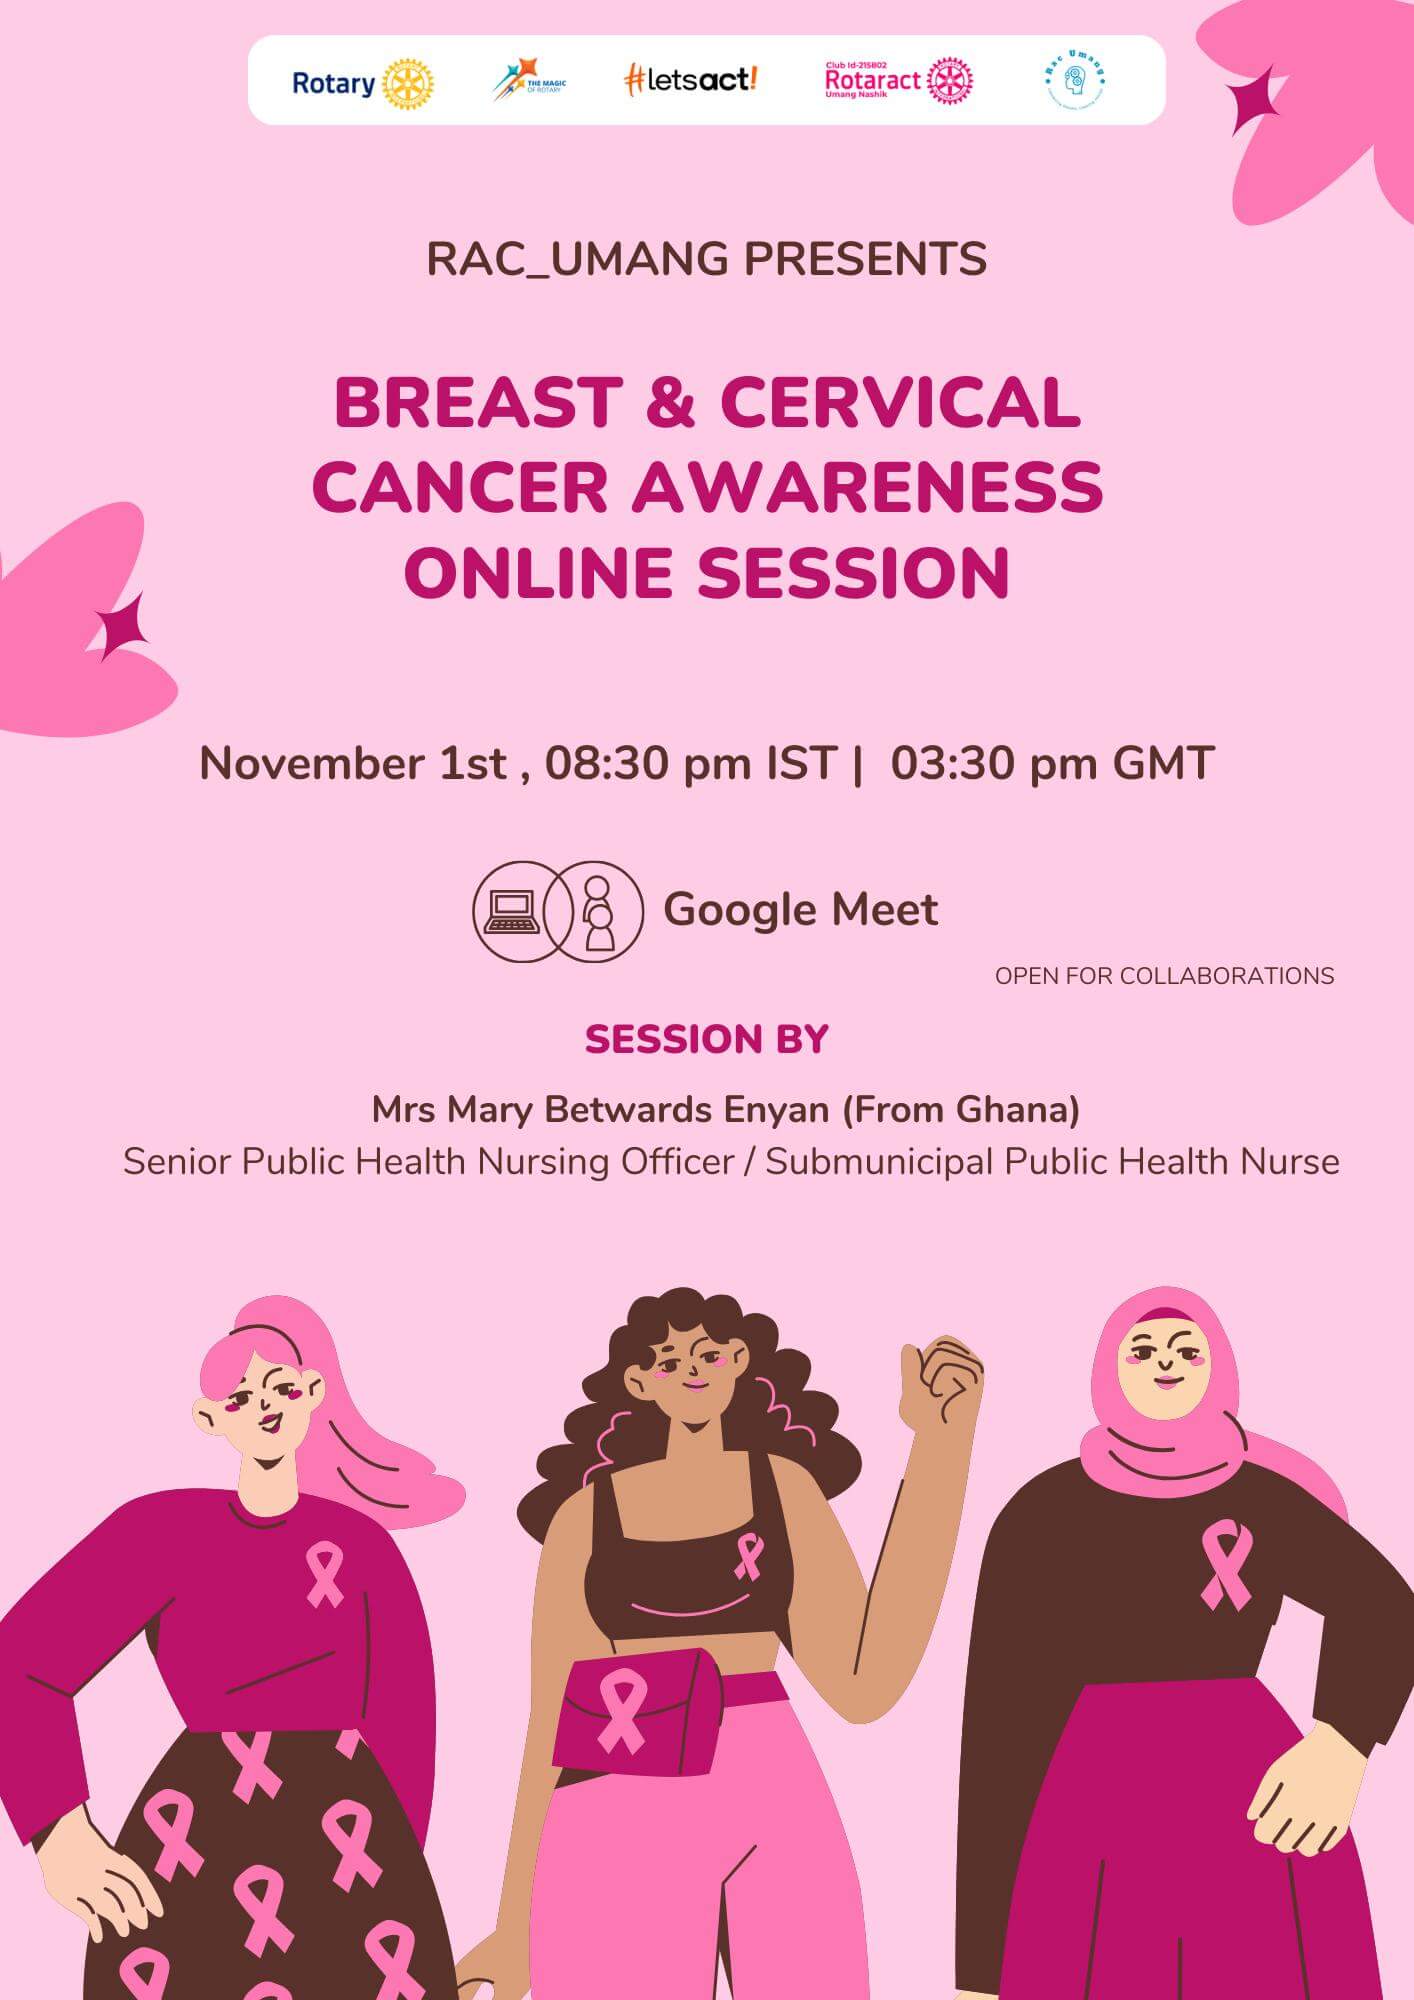 Rotary
THE MAGIC
OF ROTARY
#letsact!
Club Id-215802
Rotaract
Umang Nashik
Rac Umang
RAC_UMANG PRESENTS
BREAST & CERVICAL
CANCER AWARENESS
ONLINE SESSION
November 1st , 08:30 pm IST | 03:30 pm GMT
Google Meet
OPEN FOR COLLABORATIONS
SESSION BY
Mrs Mary Betwards Enyan (From Ghana)
Senior Public Health Nursing Officer / Submunicipal Public Health Nurse